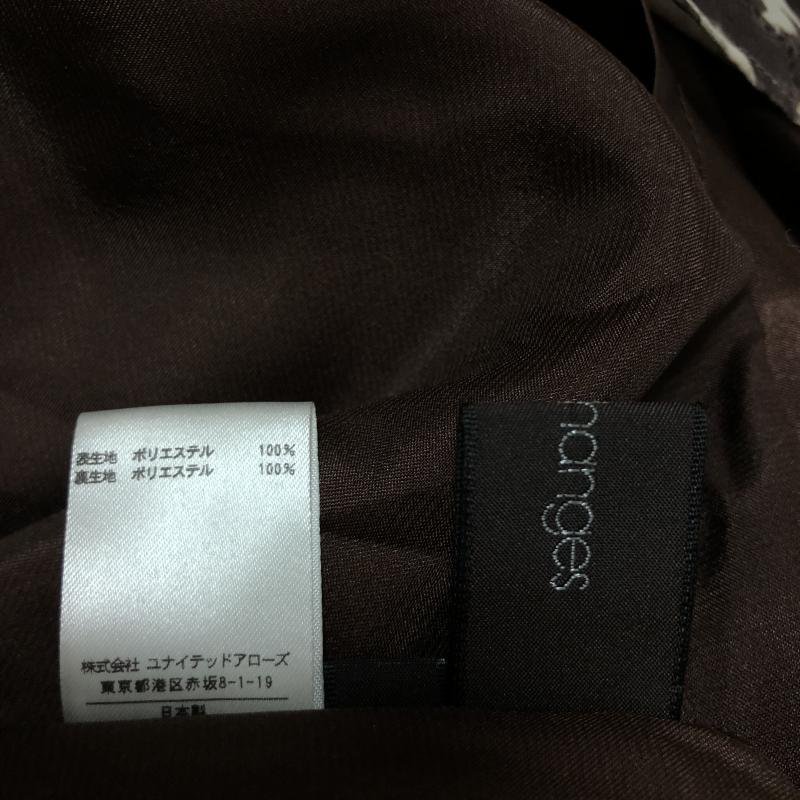 表生地 ポリエステル 100%
裏生地 ポリエステル 100%
株式会社 ユナイテッドアローズ
東京都港区赤坂8-1-19
日本製
hanges